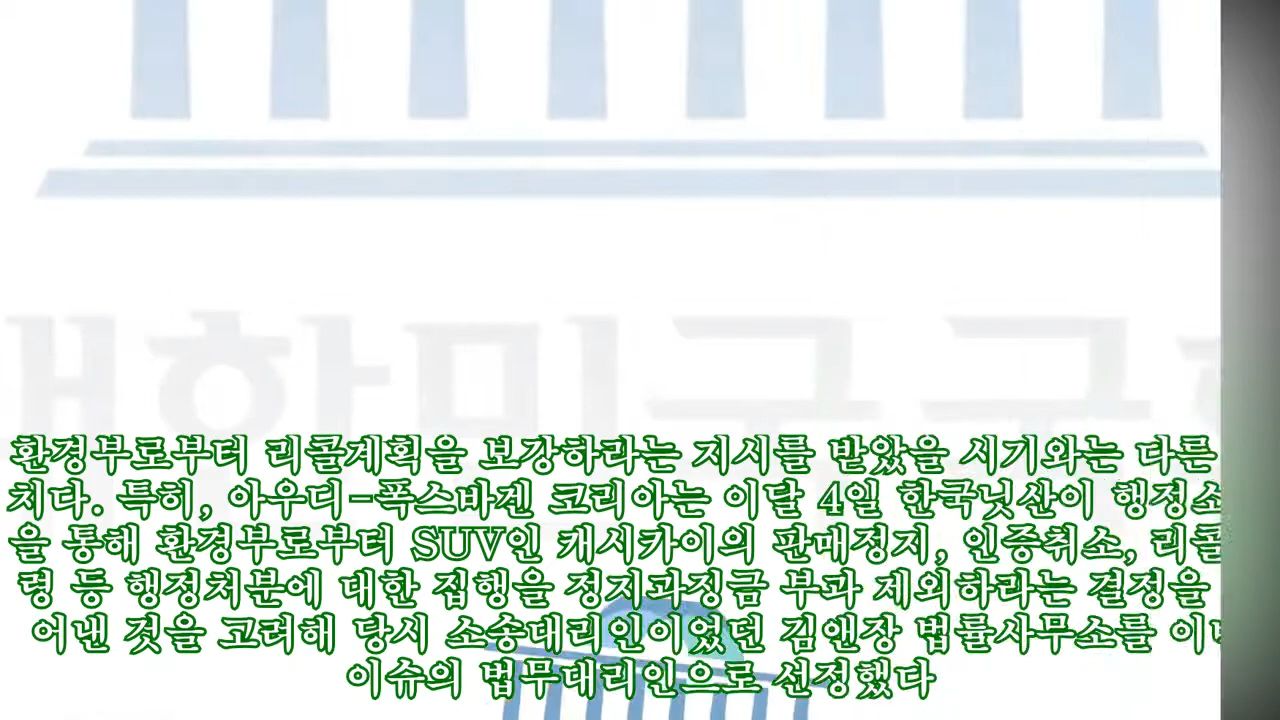 대한민국국
환경부로부터 리콜계획을 보강하라는 지시를 받았을 시기와는 다른
치다. 특히, 아우디-폭스바겐 코리아는 이달 4일 한국닛산이 행정소
을 통해 환경부로부터 SUV인 캐시카이의 판매정지, 인증취소, 리콜
령 등 행정처분에 대한 집행을 정지과징금 부과 제외하라는 결정을
어낸 것을 고려해 당시 소송대리인이었던 김앤장 법률사무소를
이슈의 법무대리인으로 선정했다